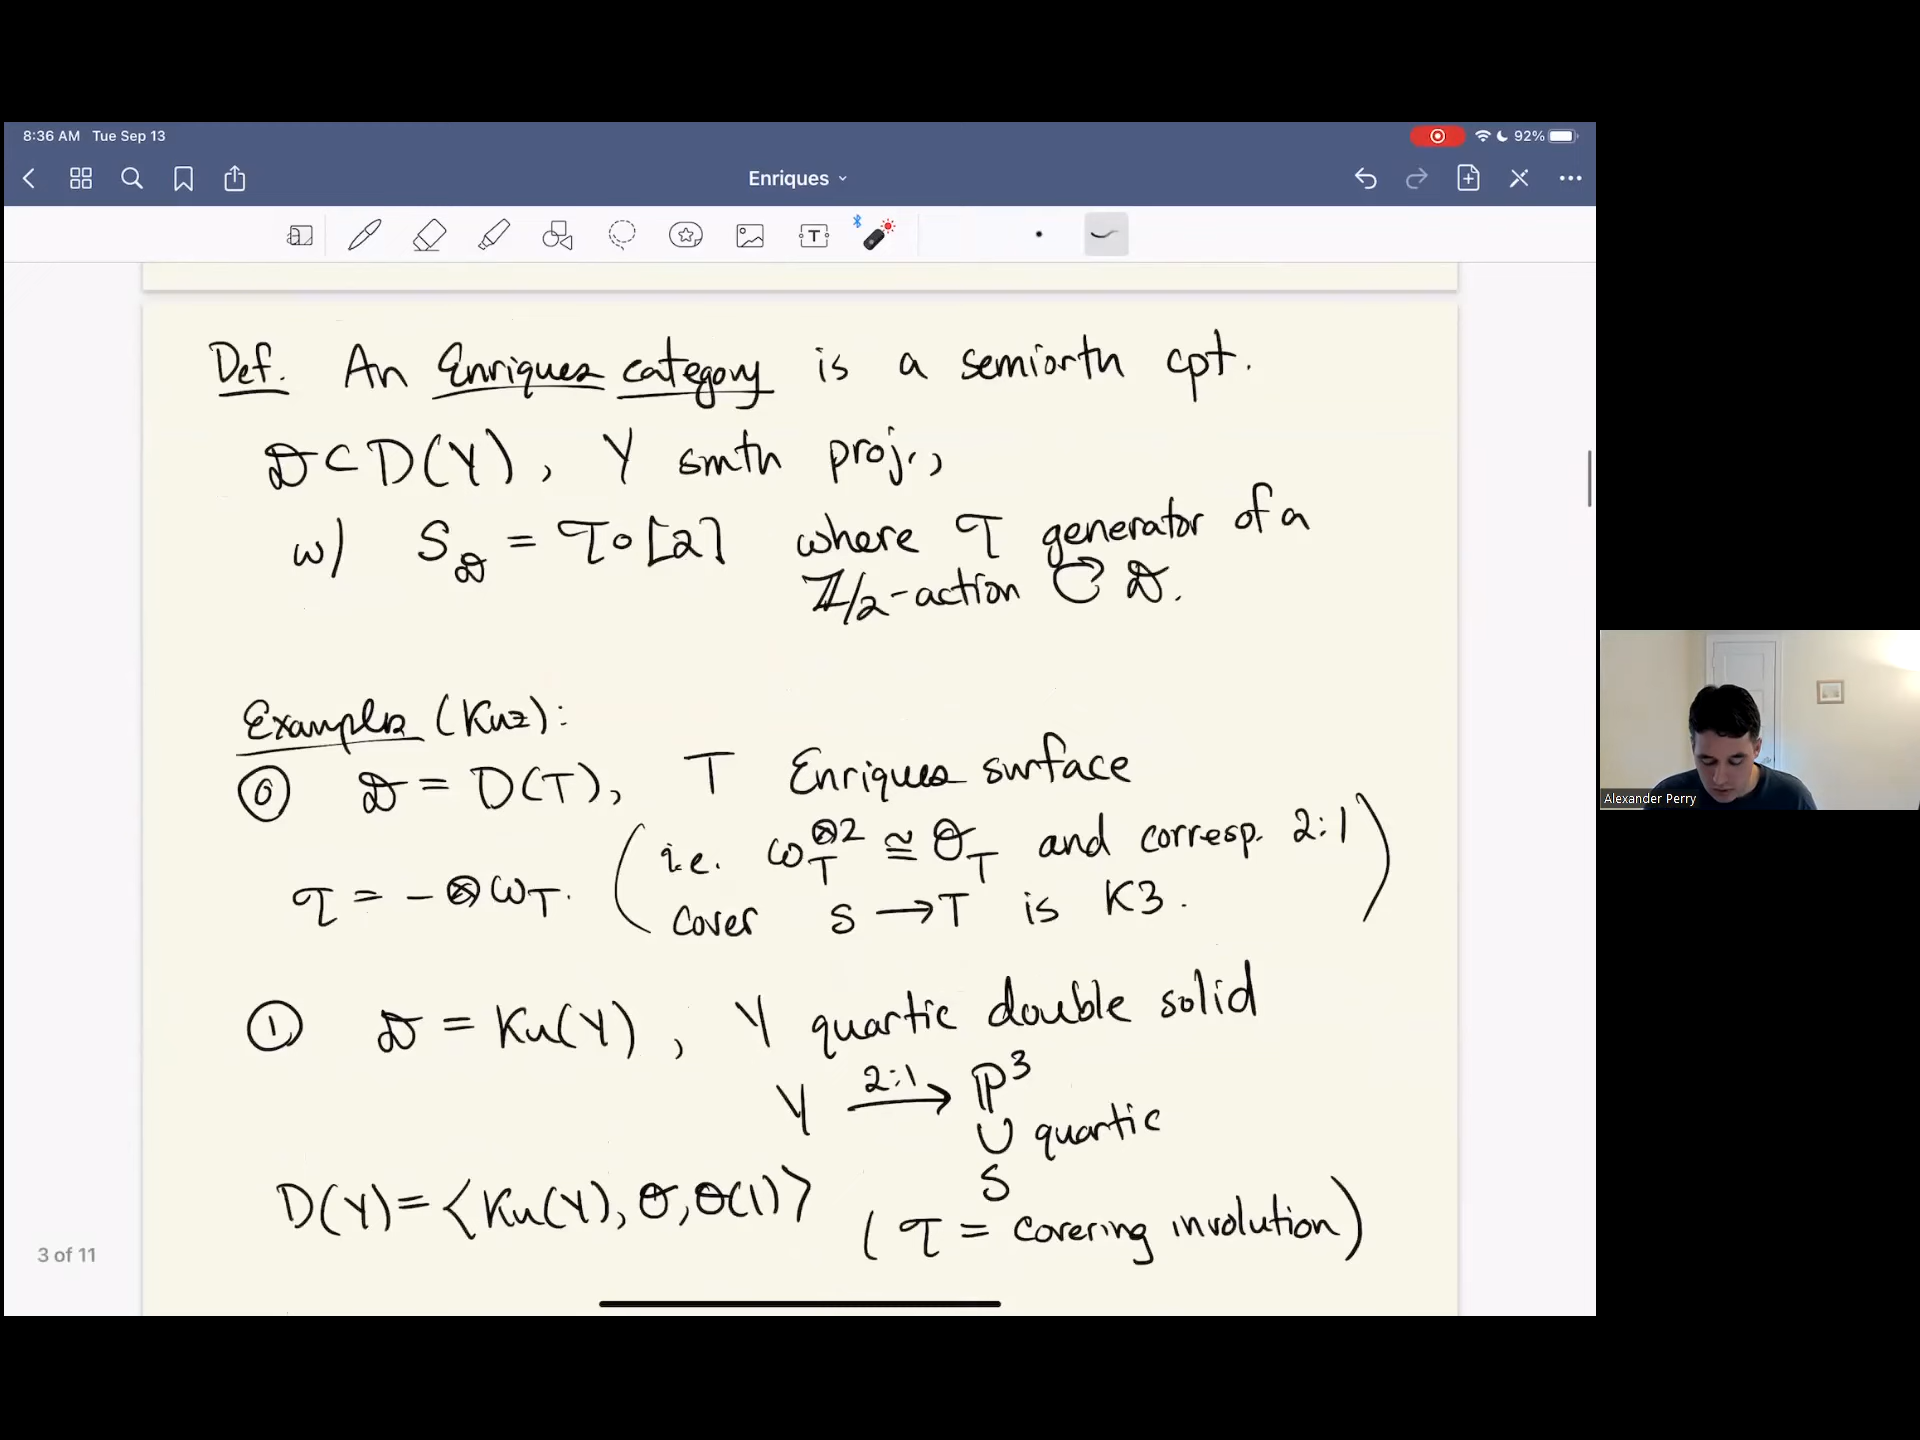 8:36 AM Tue Sep 13
92%
Enriques
T
Def. An Enriques category is a semiorth cpt.
𝒟 ⊂ D(Y), Y smth proj.,
w/ S_𝒟 = τ∘[2] where τ generator of a
ℤ/2-action ↻ 𝒟.
Examples (Kuz):
⓪ 𝒟 = D(T), T Enriques surface
τ = -⊗ω_T. (i.e. ω_T^{⊗2} ≅ 𝒪_T and corresp. 2:1
cover S → T is K3.)
① 𝒟 = Ku(Y), Y quartic double solid
Y —2:1→ ℙ³
∪ quartic
S
D(Y) = ⟨Ku(Y), 𝒪, 𝒪(1)⟩ (τ = covering involution)
3 of 11
Alexander Perry